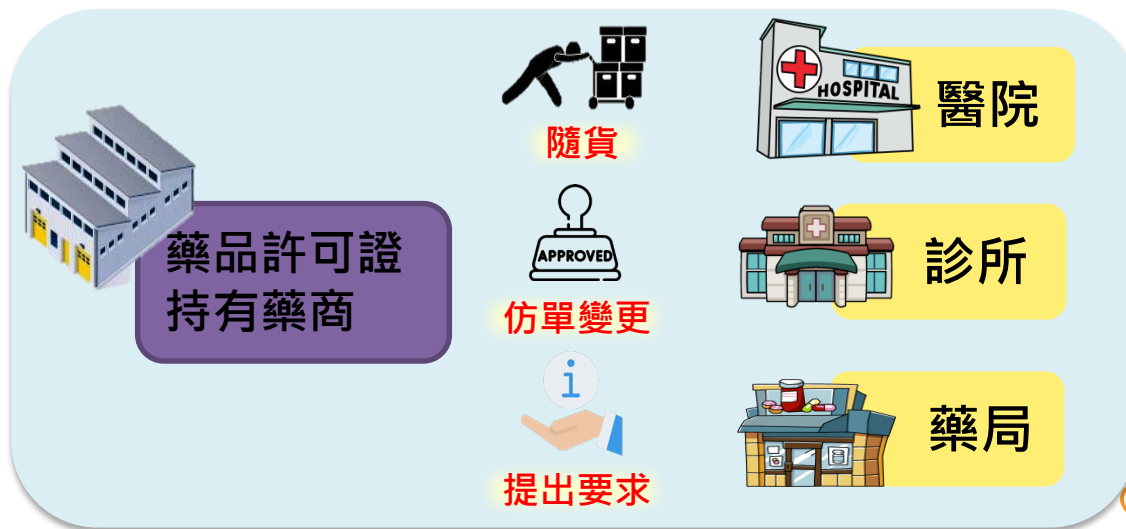 藥品許可證
持有藥商
隨貨
APPROVED
仿單變更
i
提出要求
HOSPITAL
醫院
診所
藥局